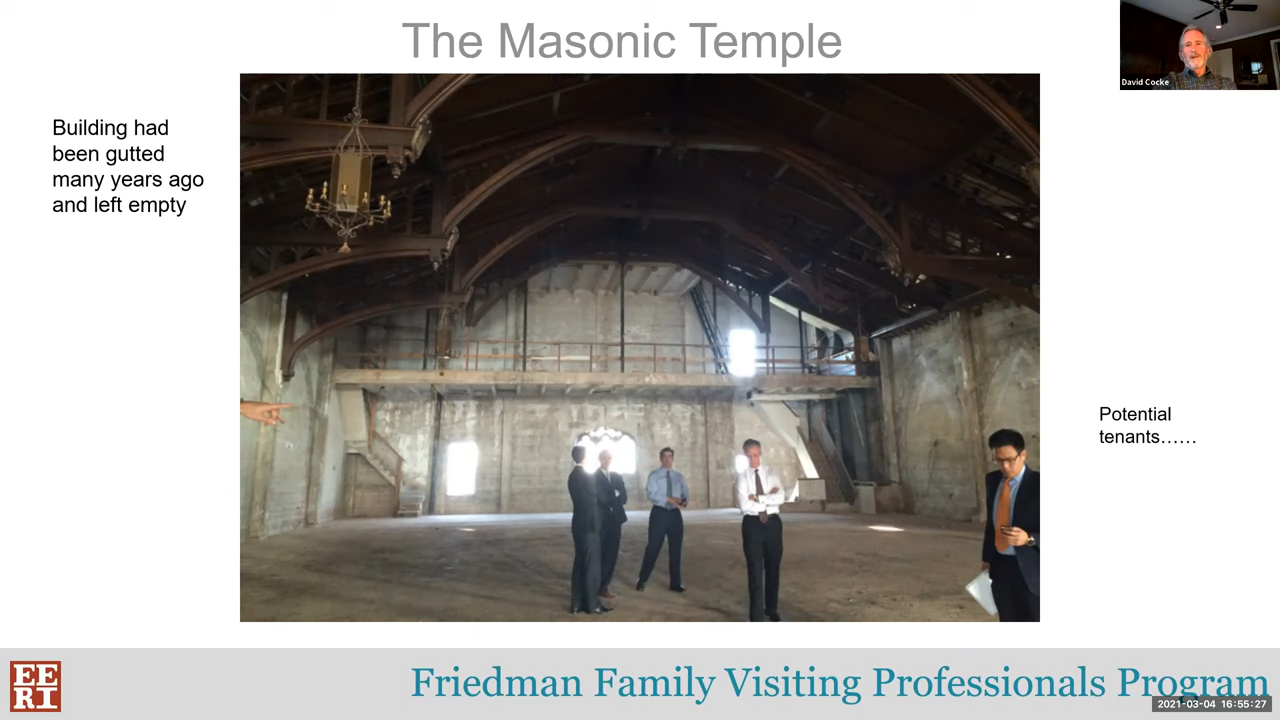 The Masonic Temple
David Cocke
Building had
been gutted
many years ago
and left empty
Potential
tenants……
EE
RI
Friedman Family Visiting Professionals Program
2021-03-04 16:55:27